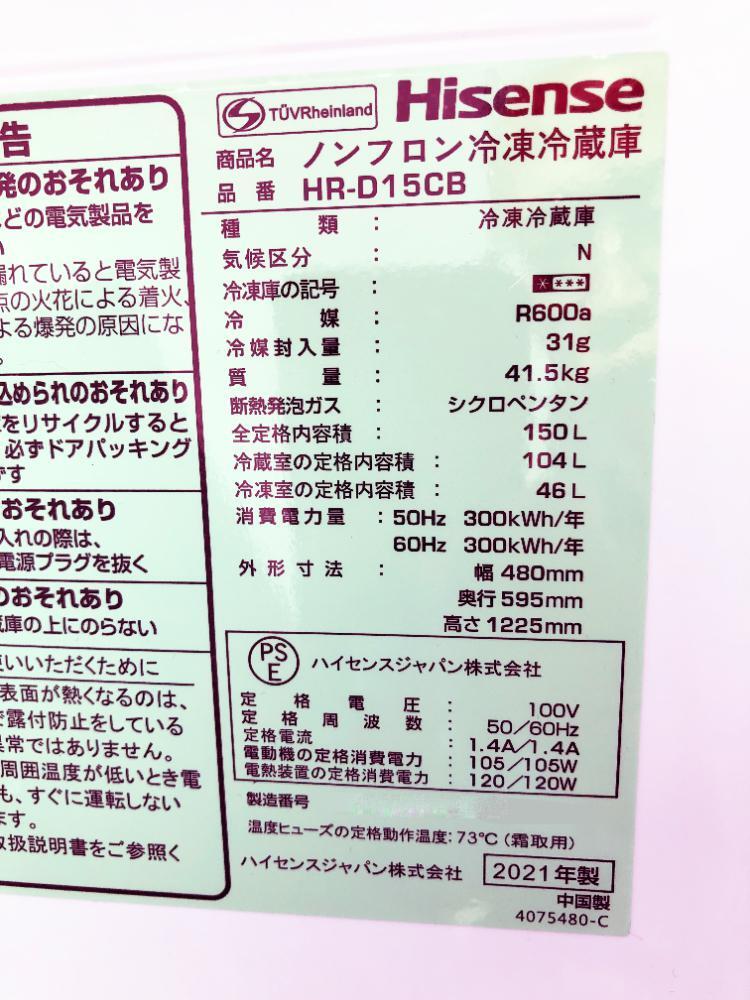 告
発のおそれあり
どの電気製品を
い
漏れていると電気製
点の火花による着火、
よる爆発の原因にな
。
込められのおそれあり
をリサイクルすると
必ずドアパッキング
です
おそれあり
入れの際は、
電源プラグを抜く
のおそれあり
蔵庫の上にのらない
使いいただくために
表面が熱くなるのは、
で露付防止をしている
異常ではありません。
周囲温度が低いとき電
も、すぐに運転しない
ます。
取扱説明書をご参照く
TÜVRheinland
Hisense
商品名 ノンフロン冷凍冷蔵庫
品番 HR-D15CB
種類 : 冷凍冷蔵庫
気候区分 : N
冷凍庫の記号 : * ***
冷媒 : R600a
冷媒封入量 : 31g
質量 : 41.5kg
断熱発泡ガス : シクロペンタン
全定格内容積 : 150L
冷蔵室の定格内容積 : 104L
冷凍室の定格内容積 : 46L
消費電力量 : 50Hz 300kWh/年
60Hz 300kWh/年
外形寸法 : 幅 480mm
奥行 595mm
高さ 1225mm
PSE ハイセンスジャパン株式会社
定格電圧 : 100V
定格周波数 : 50/60Hz
定格電流 : 1.4A/1.4A
電動機の定格消費電力 : 105/105W
電熱装置の定格消費電力 : 120/120W
製造番号
温度ヒューズの定格動作温度:73℃(霜取用)
ハイセンスジャパン株式会社 2021年製
中国製
4075480-C